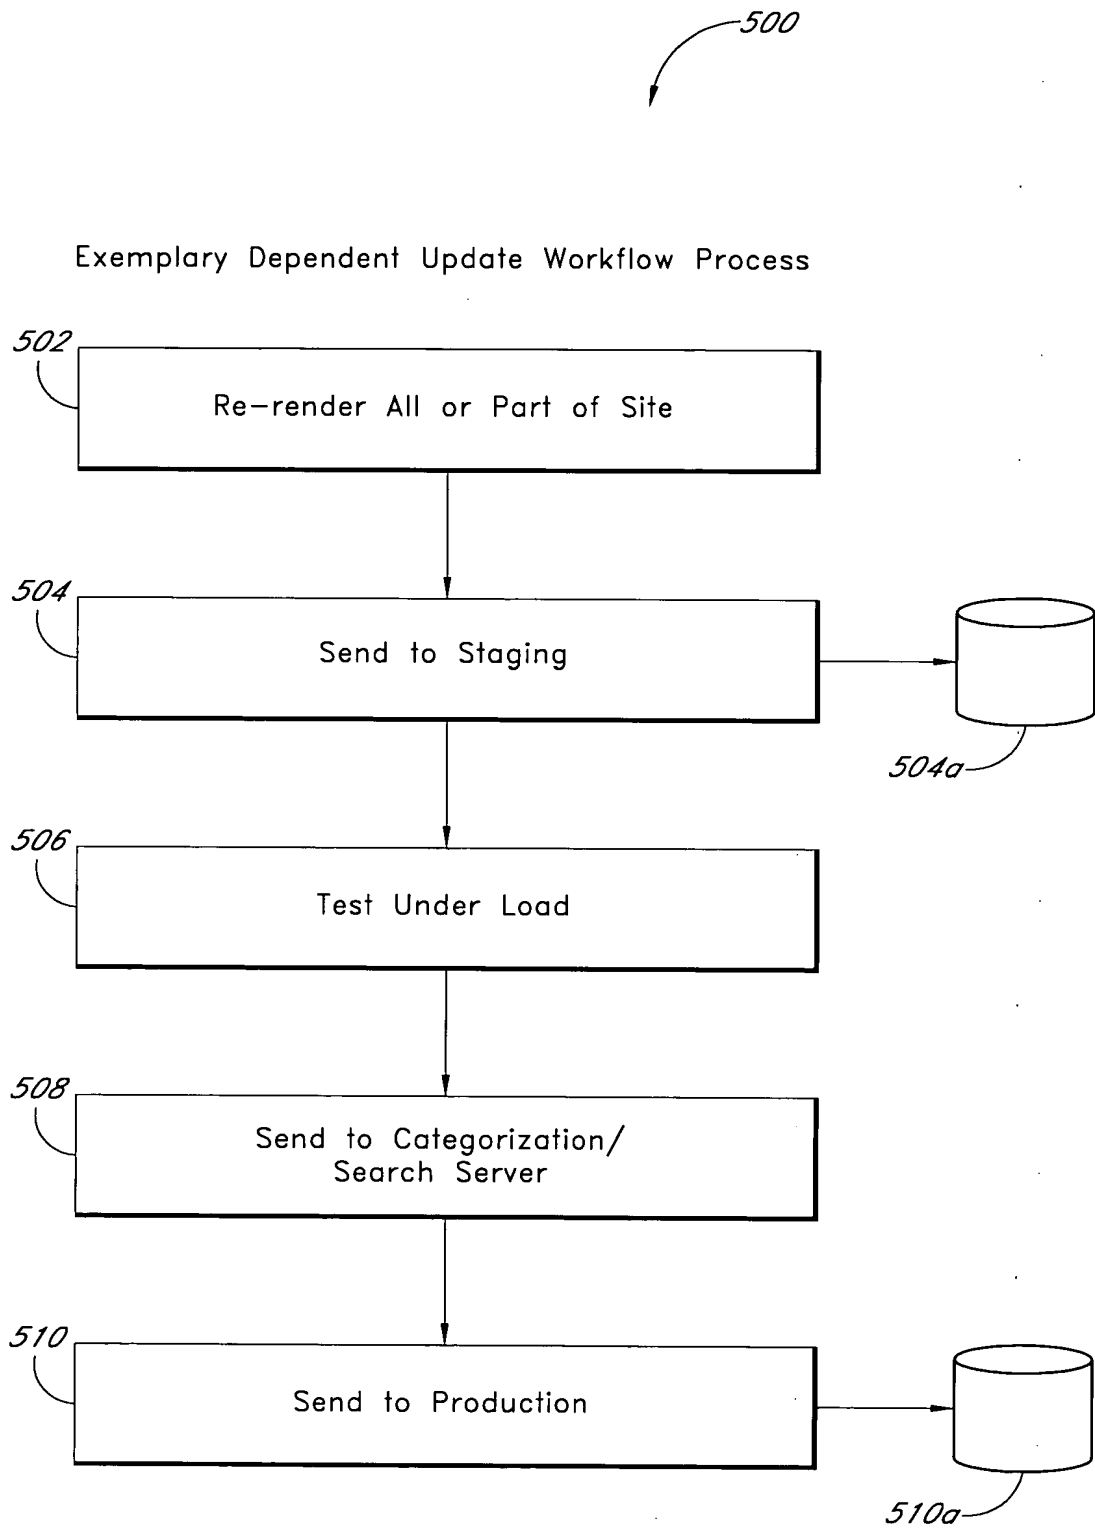 500
Exemplary Dependent Update Workflow Process
502
Re-render All or Part of Site
504
Send to Staging
504a
506
Test Under Load
508
Send to Categorization/
Search Server
510
Send to Production
510a